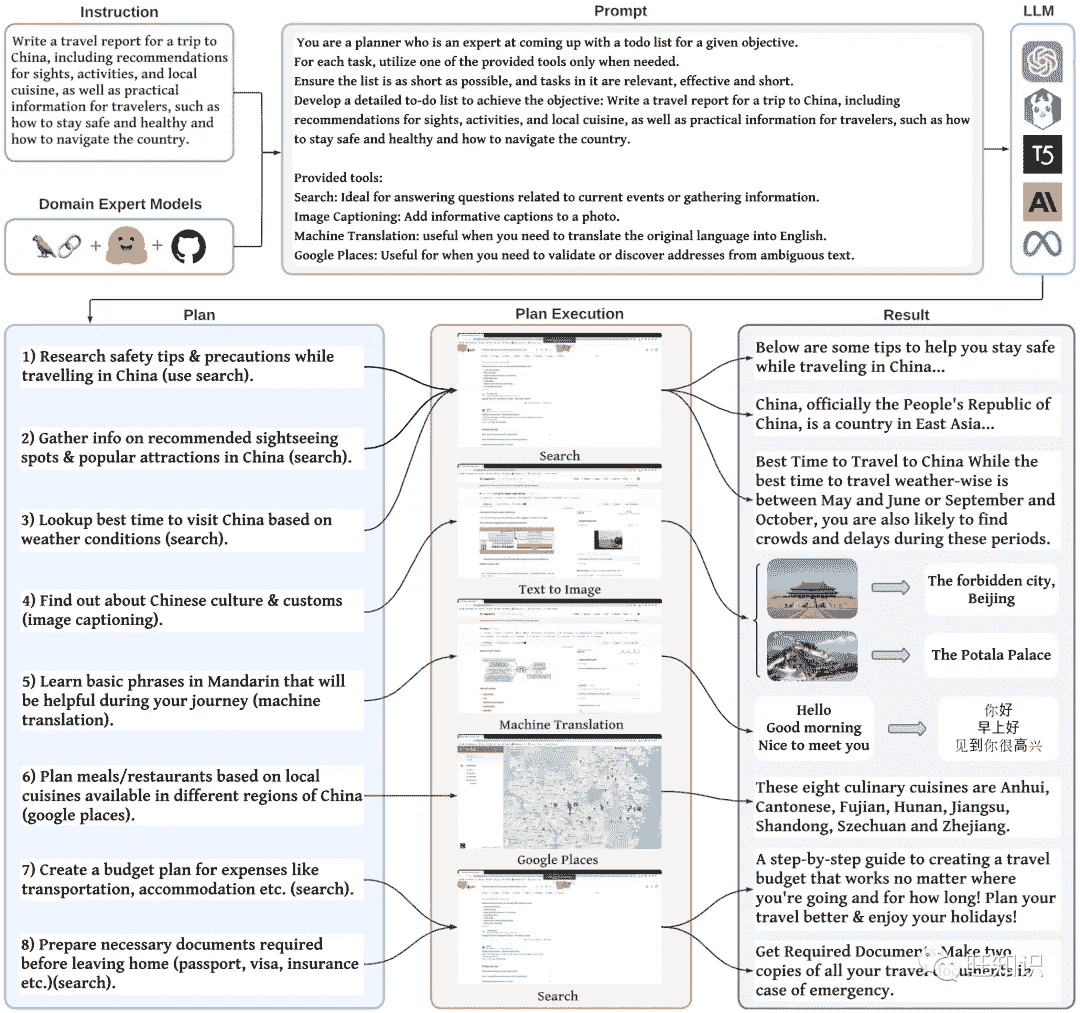 Instruction
Write a travel report for a trip to
China, including recommendations
for sights, activities, and local
cuisine, as well as practical
information for travelers, such as
how to stay safe and healthy and
how to navigate the country.
Domain Expert Models
+
+
Prompt
You are a planner who is an expert at coming up with a todo list for a given objective.
For each task, utilize one of the provided tools only when needed.
Ensure the list is as short as possible, and tasks in it are relevant, effective and short.
Develop a detailed to-do list to achieve the objective: Write a travel report for a trip to China, including
recommendations for sights, activities, and local cuisine, as well as practical information for travelers, such as how
to stay safe and healthy and how to navigate the country.
Provided tools:
Search: Ideal for answering questions related to current events or gathering information.
Image Captioning: Add informative captions to a photo.
Machine Translation: useful when you need to translate the original language into English.
Google Places: Useful for when you need to validate or discover addresses from ambiguous text.
LLM
T5
Plan
1) Research safety tips & precautions while
travelling in China (use search).
2) Gather info on recommended sightseeing
spots & popular attractions in China (search).
3) Lookup best time to visit China based on
weather conditions (search).
4) Find out about Chinese culture & customs
(image captioning).
5) Learn basic phrases in Mandarin that will
be helpful during your journey (machine
translation).
6) Plan meals/restaurants based on local
cuisines available in different regions of China
(google places).
7) Create a budget plan for expenses like
transportation, accommodation etc. (search).
8) Prepare necessary documents required
before leaving home (passport, visa, insurance
etc.)(search).
Plan Execution
Search
Text to Image
Machine Translation
Google Places
Search
Result
Below are some tips to help you stay safe
while traveling in China...
China, officially the People's Republic of
China, is a country in East Asia...
Best Time to Travel to China While the
best time to travel weather-wise is
between May and June or September and
October, you are also likely to find
crowds and delays during these periods.
The forbidden city,
Beijing
The Potala Palace
Hello
Good morning
Nice to meet you
你好
早上好
见到你很高兴
These eight culinary cuisines are Anhui,
Cantonese, Fujian, Hunan, Jiangsu,
Shandong, Szechuan and Zhejiang.
A step-by-step guide to creating a travel
budget that works no matter where
you're going and for how long! Plan your
travel better & enjoy your holidays!
Get Required Documents Make two
copies of all your travel documents in
case of emergency.